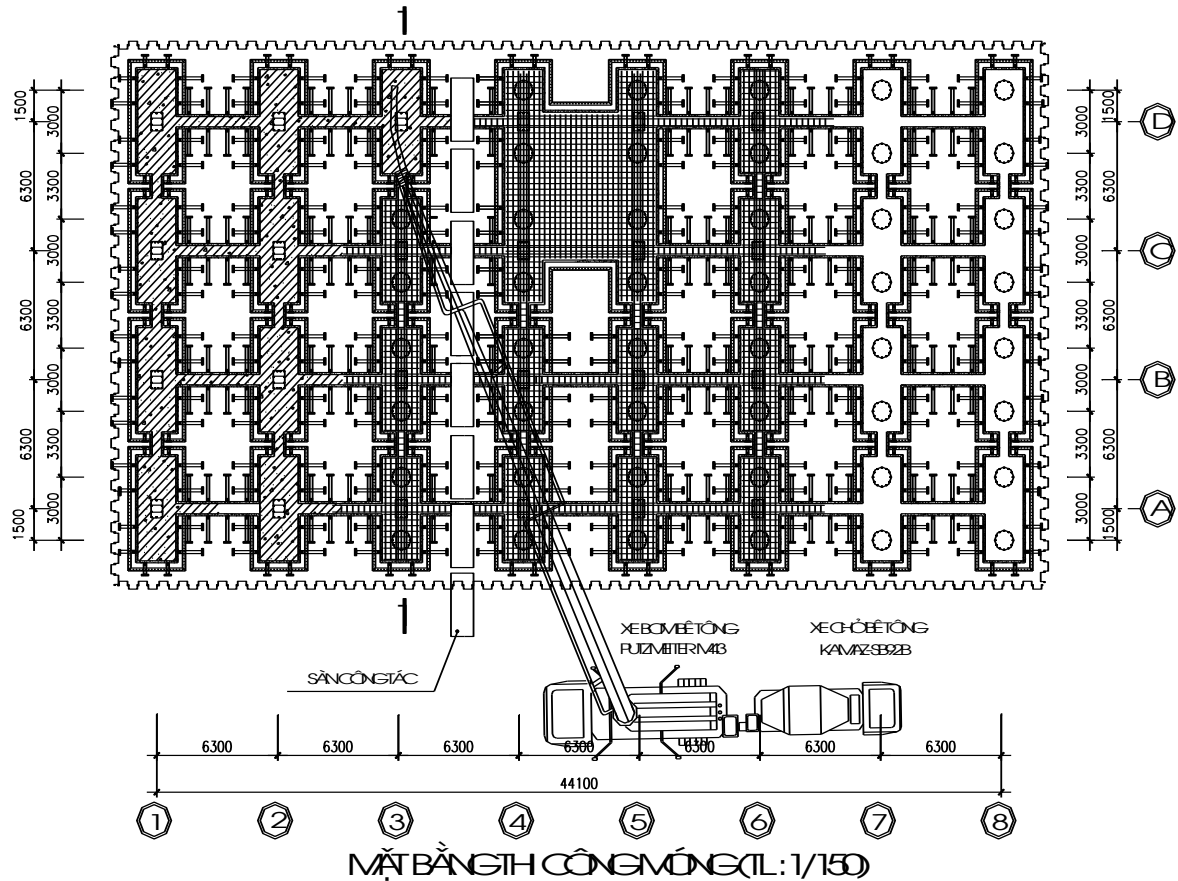 1
1500
3000
6300
3300
3000
6300
3300
3000
6300
3300
3000
1500
3000
1500
3300
6300
3000
3300
6300
3000
3300
6300
3000
1500
D
C
B
A
1
XE BƠM BÊ TÔNG
PUTZMEITER M43
XE CHỞ BÊ TÔNG
KAMAZ-SB92B
SÀN CÔNG TÁC
6300 6300 6300 6300 6300 6300 6300
44100
1 2 3 4 5 6 7 8
MẶT BẰNG TH CÔNG MÓNG (TL : 1/150)